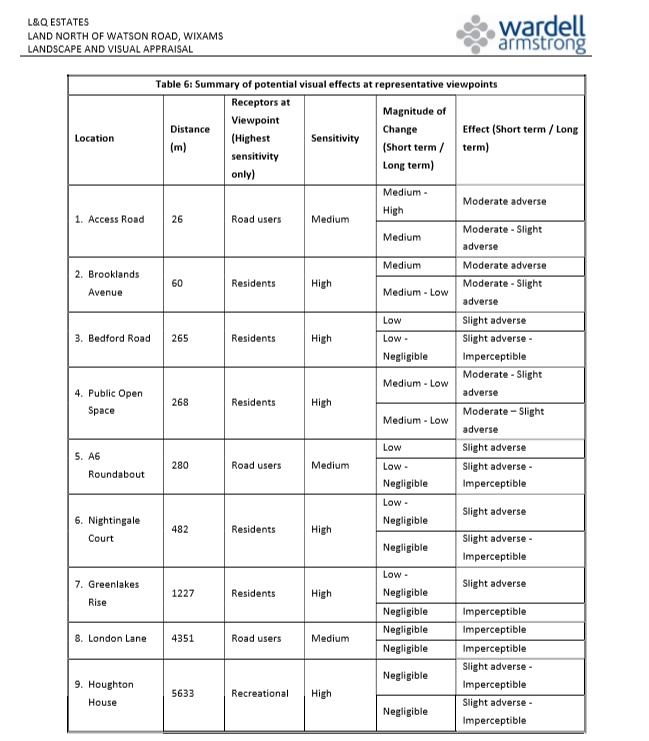 L&Q ESTATES
LAND NORTH OF WATSON ROAD, WIXAMS
LANDSCAPE AND VISUAL APPRAISAL
wardell
armstrong
Table 6: Summary of potential visual effects at representative viewpoints
Location
Distance
(m)
Receptors at
Viewpoint
(Highest
sensitivity
only)
Sensitivity
Magnitude of
Change
(Short term /
Long term)
Effect (Short term / Long
term)
1. Access Road
26
Road users
Medium
Medium -
High
Moderate adverse
Medium
Moderate - Slight
adverse
2. Brooklands
Avenue
60
Residents
High
Medium
Moderate adverse
Medium - Low
Moderate - Slight
adverse
3. Bedford Road
265
Residents
High
Low
Slight adverse
Low -
Negligible
Slight adverse -
Imperceptible
4. Public Open
Space
268
Residents
High
Medium - Low
Moderate - Slight
adverse
Medium - Low
Moderate – Slight
adverse
5. A6
Roundabout
280
Road users
Medium
Low
Slight adverse
Low -
Negligible
Slight adverse -
Imperceptible
6. Nightingale
Court
482
Residents
High
Low -
Negligible
Slight adverse
Negligible
Slight adverse -
Imperceptible
7. Greenlakes
Rise
1227
Residents
High
Low -
Negligible
Slight adverse
Negligible
Imperceptible
8. London Lane
4351
Road users
Medium
Negligible
Imperceptible
Negligible
Imperceptible
9. Houghton
House
5633
Recreational
High
Negligible
Slight adverse -
Imperceptible
Negligible
Slight adverse -
Imperceptible